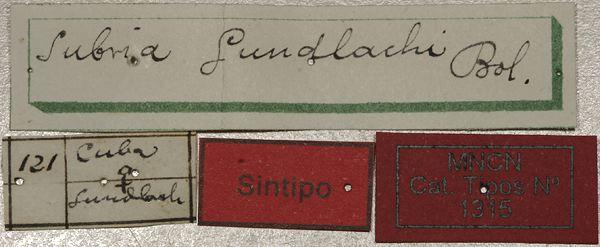 Subria Gundlachi Bol.
121
Cuba
♀
Gundlach
Sintipo
MNCN
Cat. Tipos Nº
1315